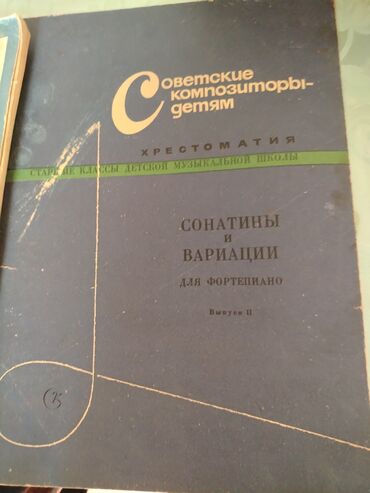 Советские
композиторы-
детям
ХРЕСТОМАТИЯ
СТАРШИЕ КЛАССЫ ДЕТСКОЙ МУЗЫКАЛЬНОЙ ШКОЛЫ
СОНАТИНЫ
И
ВАРИАЦИИ
ДЛЯ ФОРТЕПИАНО
Выпуск II